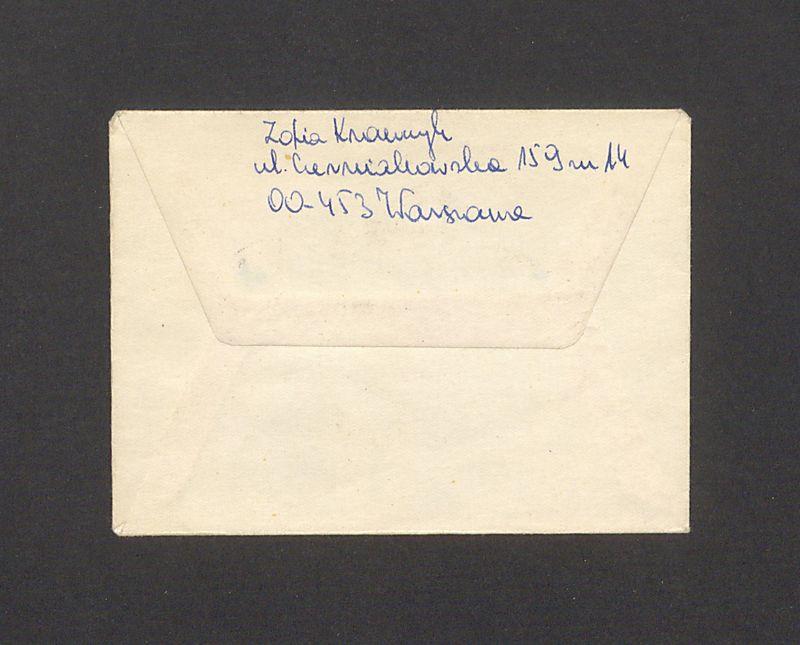 Zofia
ul. Czerniakowska 159 m 14
00-453 Warszawa